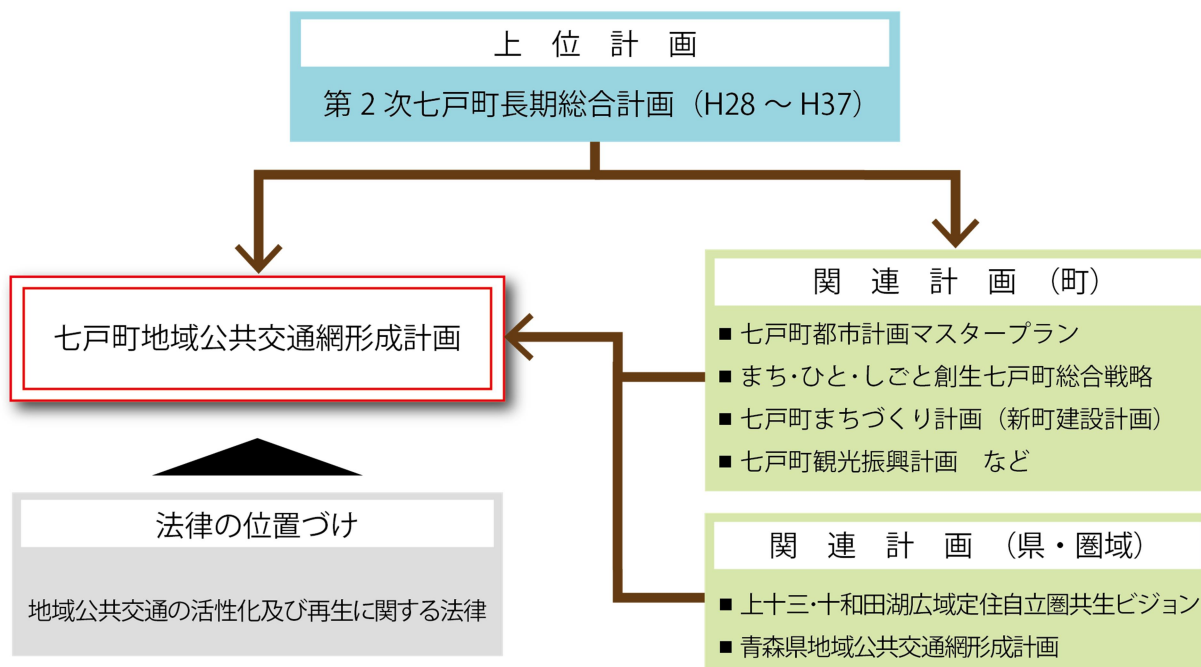 上　位　計　画
第 2 次七戸町長期総合計画（H28 ～ H37）
七戸町地域公共交通網形成計画
関　連　計　画　（町）
■ 七戸町都市計画マスタープラン
■ まち･ひと･しごと創生七戸町総合戦略
■ 七戸町まちづくり計画（新町建設計画）
■ 七戸町観光振興計画　など
法律の位置づけ
地域公共交通の活性化及び再生に関する法律
関　連　計　画　（県・圏域）
■ 上十三･十和田湖広域定住自立圏共生ビジョン
■ 青森県地域公共交通網形成計画